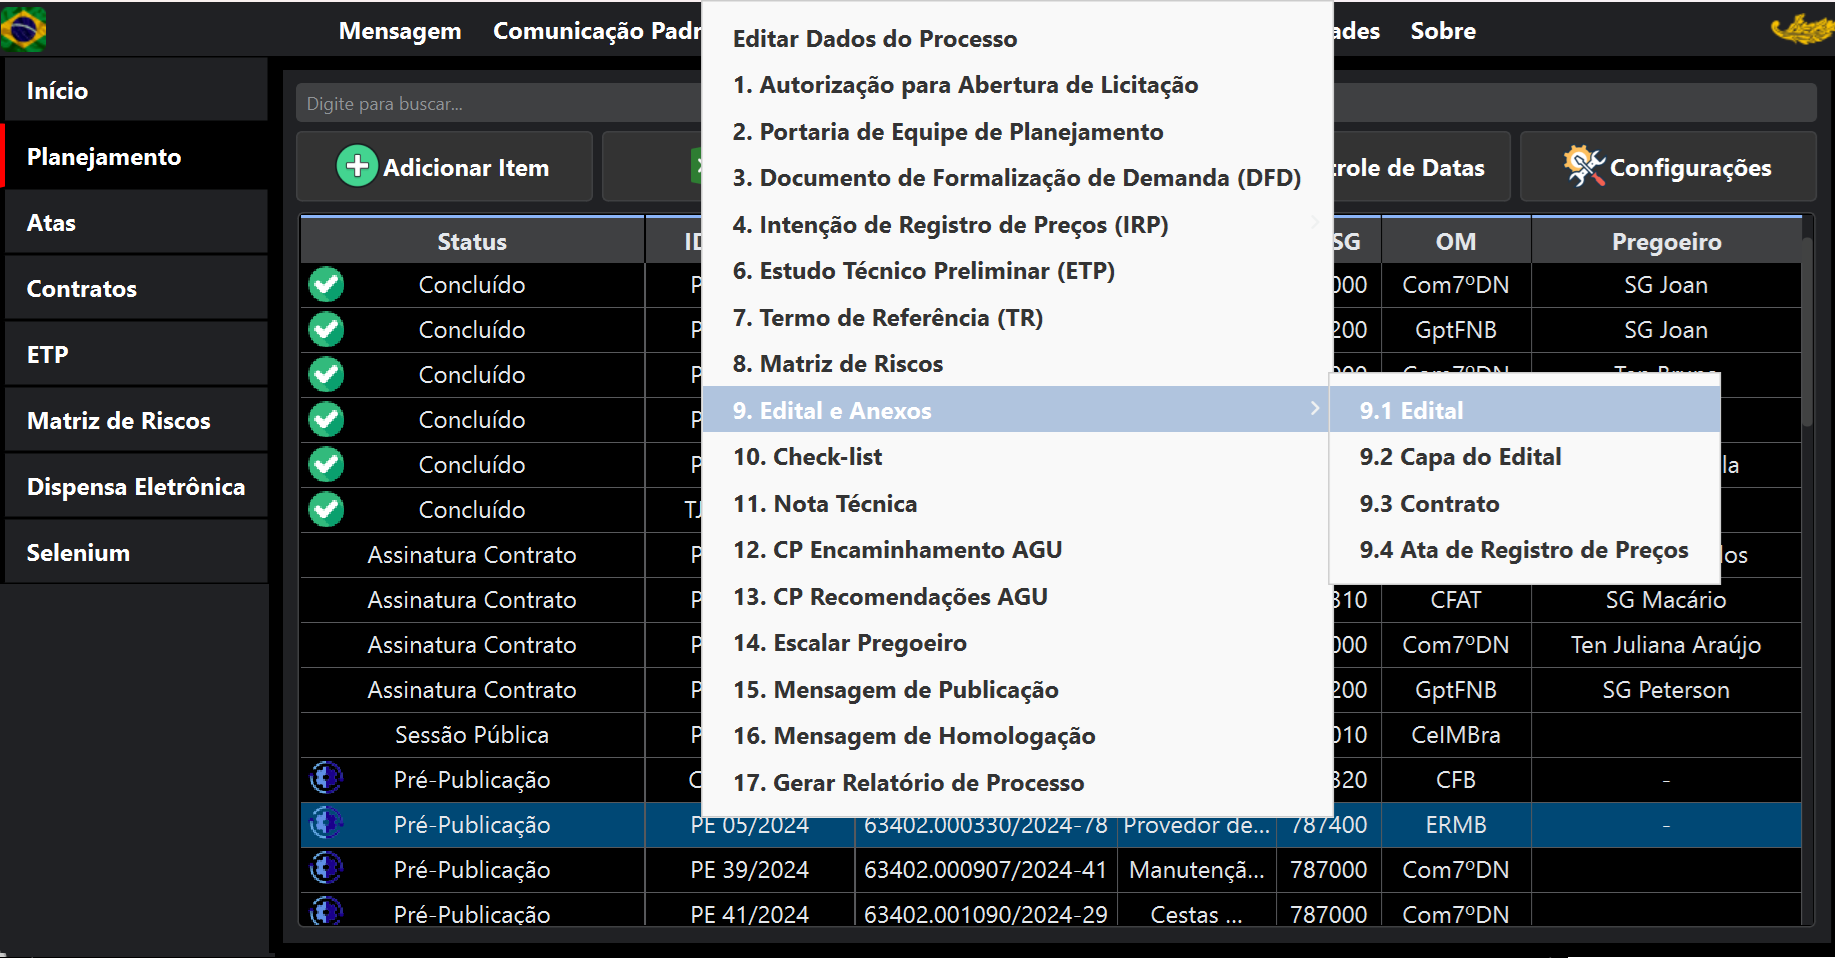 Mensagem
Comunicação Padr
ades
Sobre
Início
Planejamento
Atas
Contratos
ETP
Matriz de Riscos
Dispensa Eletrônica
Selenium
Digite para buscar...
Adicionar Item
role de Datas
Configurações
Editar Dados do Processo
1. Autorização para Abertura de Licitação
2. Portaria de Equipe de Planejamento
3. Documento de Formalização de Demanda (DFD)
4. Intenção de Registro de Preços (IRP)
6. Estudo Técnico Preliminar (ETP)
7. Termo de Referência (TR)
8. Matriz de Riscos
9. Edital e Anexos
10. Check-list
11. Nota Técnica
12. CP Encaminhamento AGU
13. CP Recomendações AGU
14. Escalar Pregoeiro
15. Mensagem de Publicação
16. Mensagem de Homologação
17. Gerar Relatório de Processo
9.1 Edital
9.2 Capa do Edital
9.3 Contrato
9.4 Ata de Registro de Preços
Status ID SG OM Pregoeiro
Concluído P 000 Com7ºDN SG Joan
Concluído P 200 GptFNB SG Joan
Concluído P
Concluído P
Concluído P la
Concluído TJ
Assinatura Contrato P los
Assinatura Contrato P 310 CFAT SG Macário
Assinatura Contrato P 000 Com7ºDN Ten Juliana Araújo
Assinatura Contrato P 200 GptFNB SG Peterson
Sessão Pública P 010 CeIMBra
Pré-Publicação C 320 CFB -
Pré-Publicação PE 05/2024 63402.000330/2024-78 Provedor de... 787400 ERMB -
Pré-Publicação PE 39/2024 63402.000907/2024-41 Manutençã... 787000 Com7ºDN
Pré-Publicação PE 41/2024 63402.001090/2024-29 Cestas ... 787000 Com7ºDN